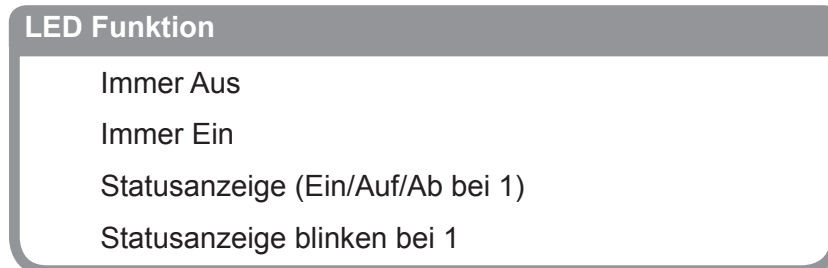 LED Funktion
Immer Aus
Immer Ein
Statusanzeige (Ein/Auf/Ab bei 1)
Statusanzeige blinken bei 1